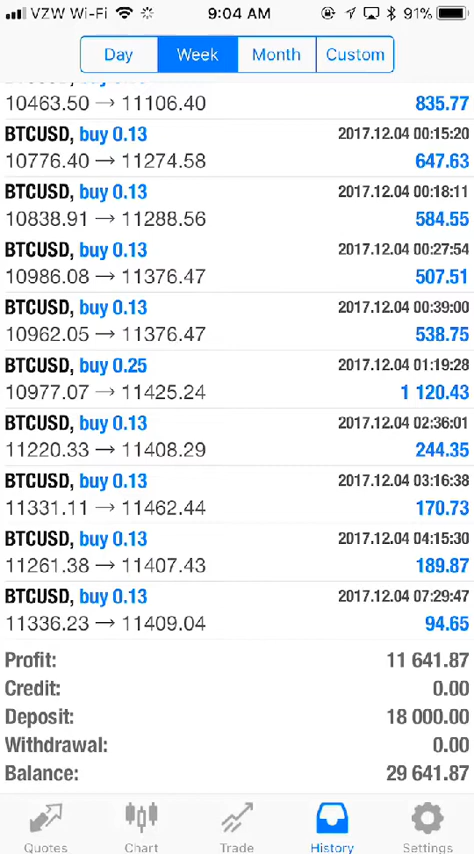 VZW Wi-Fi 9:04 AM 91%
Day Week Month Custom
10463.50 → 11106.40 835.77
BTCUSD, buy 0.13 2017.12.04 00:15:20
10776.40 → 11274.58 647.63
BTCUSD, buy 0.13 2017.12.04 00:18:11
10838.91 → 11288.56 584.55
BTCUSD, buy 0.13 2017.12.04 00:27:54
10986.08 → 11376.47 507.51
BTCUSD, buy 0.13 2017.12.04 00:39:00
10962.05 → 11376.47 538.75
BTCUSD, buy 0.25 2017.12.04 01:19:28
10977.07 → 11425.24 1 120.43
BTCUSD, buy 0.13 2017.12.04 02:36:01
11220.33 → 11408.29 244.35
BTCUSD, buy 0.13 2017.12.04 03:16:38
11331.11 → 11462.44 170.73
BTCUSD, buy 0.13 2017.12.04 04:15:30
11261.38 → 11407.43 189.87
BTCUSD, buy 0.13 2017.12.04 07:29:47
11336.23 → 11409.04 94.65
Profit: 11 641.87
Credit: 0.00
Deposit: 18 000.00
Withdrawal: 0.00
Balance: 29 641.87
Quotes Chart Trade History Settings